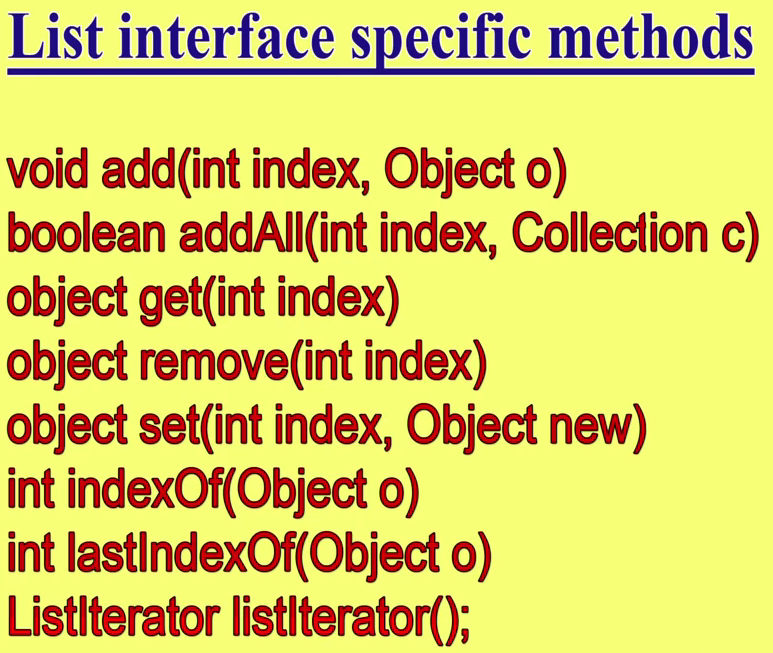 List interface specific methods
void add(int index, Object o)
boolean addAll(int index, Collection c)
object get(int index)
object remove(int index)
object set(int index, Object new)
int indexOf(Object o)
int lastIndexOf(Object o)
ListIterator listIterator();